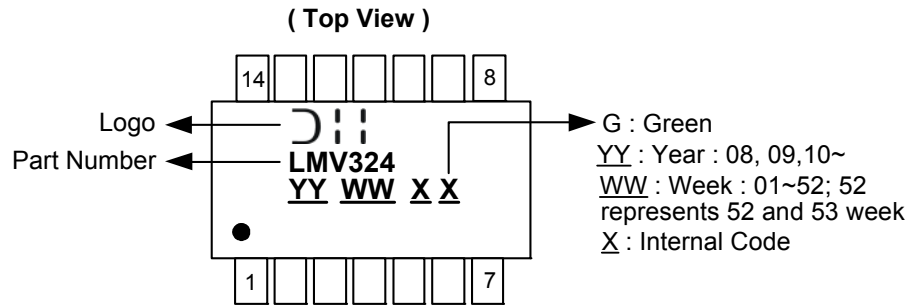 ( Top View )
14
8
Logo
Part Number
LMV324
YY WW X X
G : Green
YY : Year : 08, 09,10~
WW : Week : 01~52; 52
represents 52 and 53 week
X : Internal Code
1
7